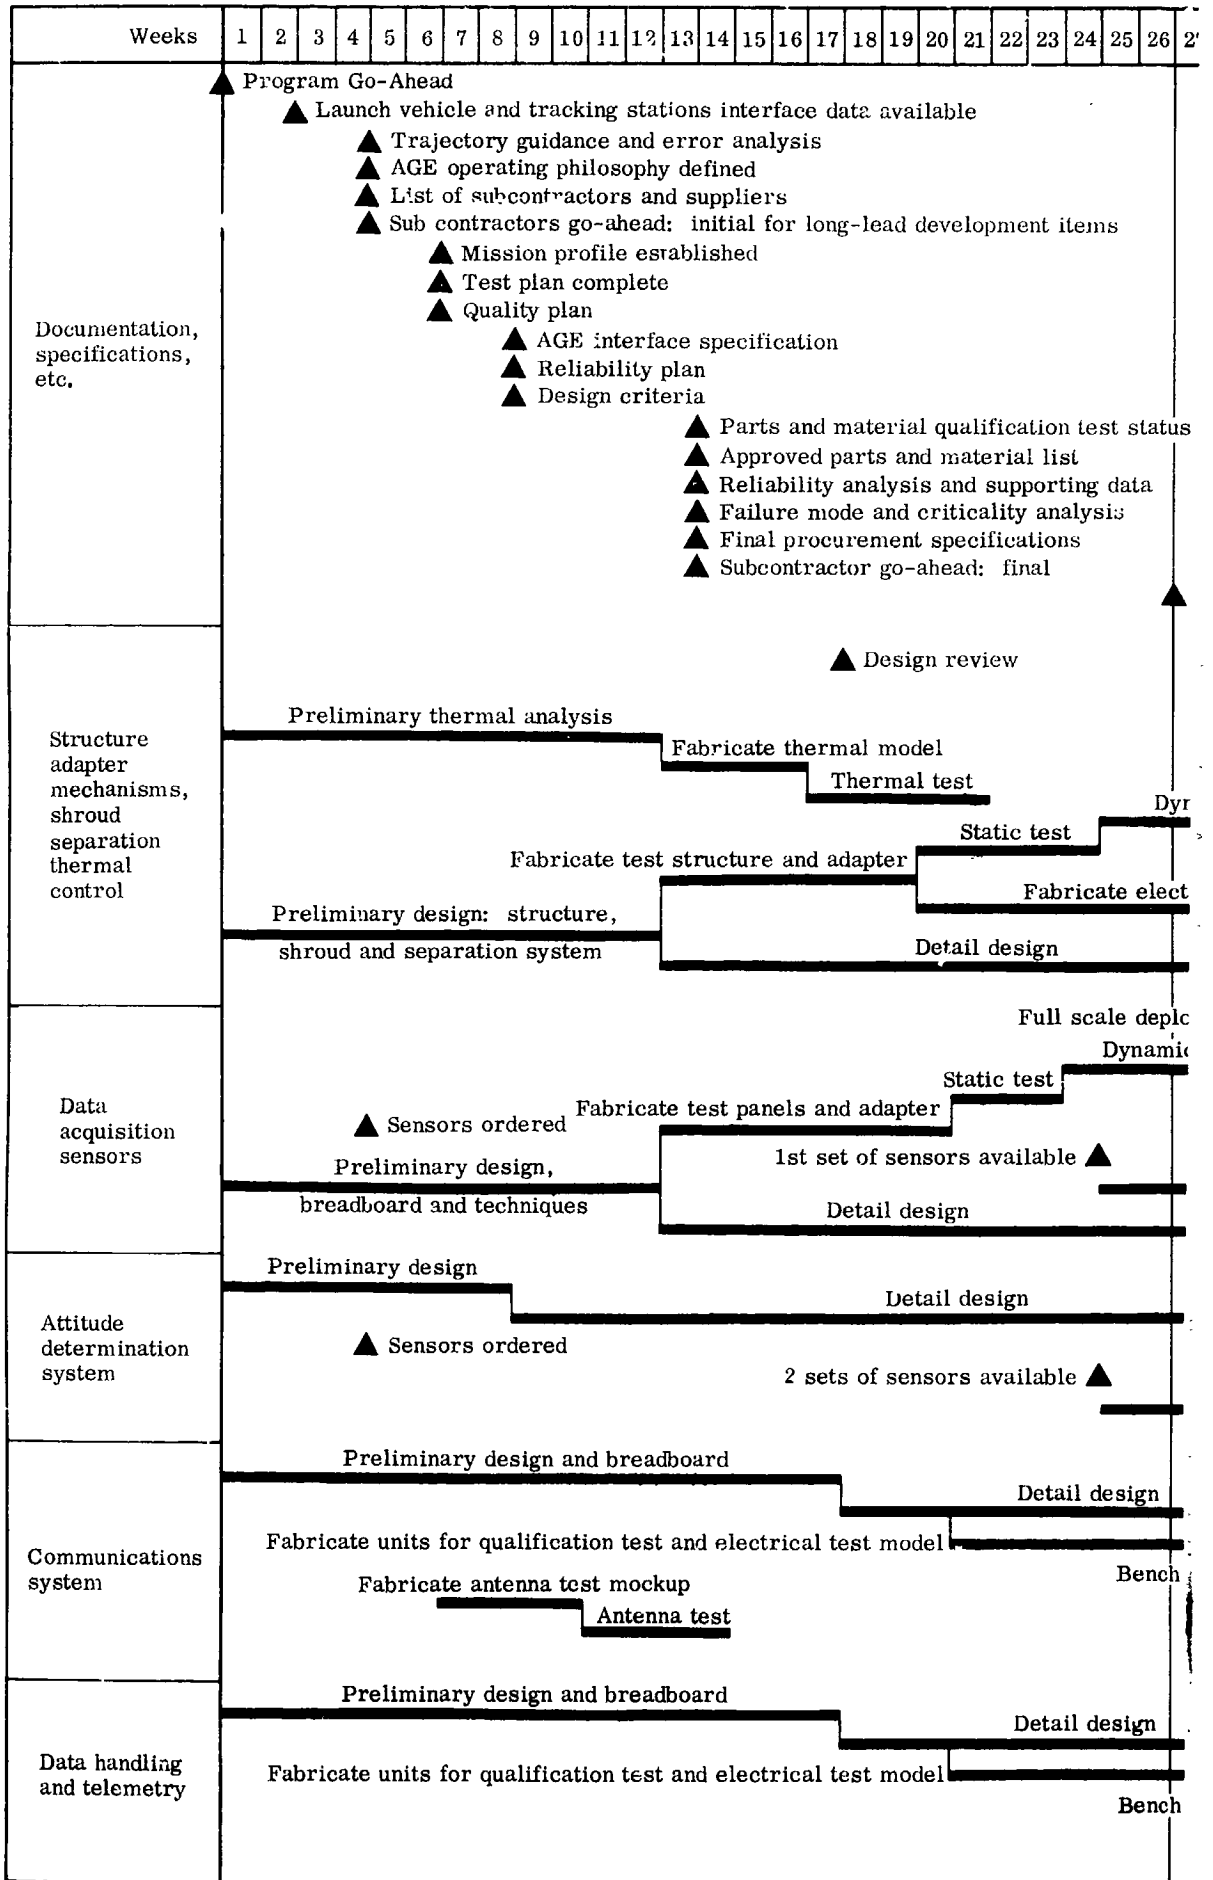 Weeks 1 2 3 4 5 6 7 8 9 10 11 12 13 14 15 16 17 18 19 20 21 22 23 24 25 26 2
Program Go-Ahead
Launch vehicle and tracking stations interface data available
Trajectory guidance and error analysis
AGE operating philosophy defined
List of subcontractors and suppliers
Sub contractors go-ahead: initial for long-lead development items
Mission profile established
Test plan complete
Quality plan
Documentation,
specifications,
etc.
AGE interface specification
Reliability plan
Design criteria
Parts and material qualification test status
Approved parts and material list
Reliability analysis and supporting data
Failure mode and criticality analysis
Final procurement specifications
Subcontractor go-ahead: final
Structure
adapter
mechanisms,
shroud
separation
thermal
control
Design review
Preliminary thermal analysis
Fabricate thermal model
Thermal test
Dyr
Static test
Fabricate test structure and adapter
Fabricate elect
Preliminary design: structure,
shroud and separation system
Detail design
Data
acquisition
sensors
Full scale deplo
Dynamic
Static test
Fabricate test panels and adapter
Sensors ordered
1st set of sensors available
Preliminary design,
breadboard and techniques
Detail design
Attitude
determination
system
Preliminary design
Detail design
Sensors ordered
2 sets of sensors available
Communications
system
Preliminary design and breadboard
Detail design
Fabricate units for qualification test and electrical test model
Bench
Fabricate antenna test mockup
Antenna test
Data handling
and telemetry
Preliminary design and breadboard
Detail design
Fabricate units for qualification test and electrical test model
Bench